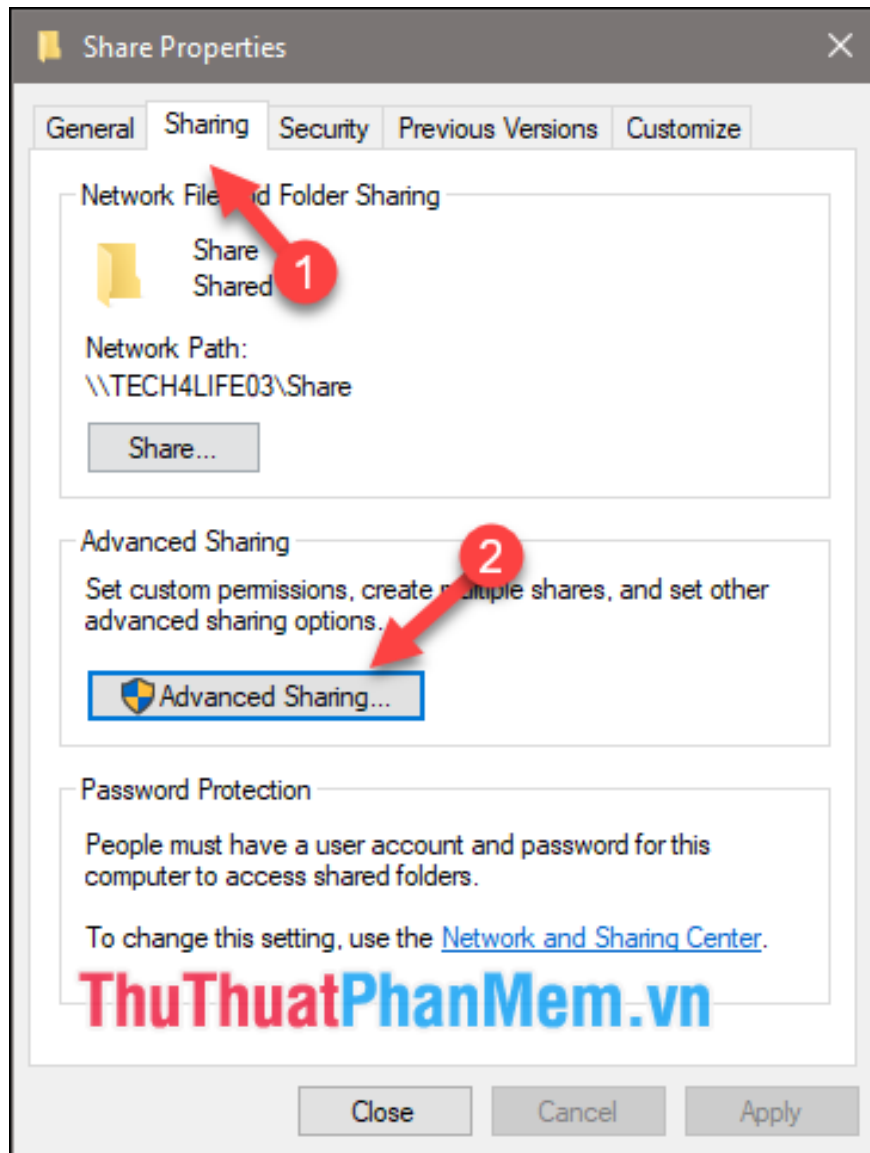 Share Properties
General Sharing Security Previous Versions Customize
Network File Folder Sharing
Share
Shared
1
Network Path:
\\TECH4LIFE03\Share
Share...
Advanced Sharing
2
Set custom permissions, create multiple shares, and set other
advanced sharing options.
Advanced Sharing...
Password Protection
People must have a user account and password for this
computer to access shared folders.
To change this setting, use the Network and Sharing Center.
ThuThuatPhanMem.vn
Close Cancel Apply